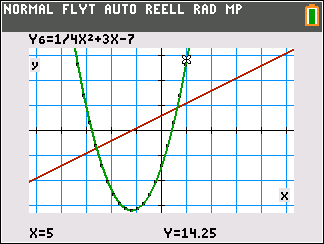 NORMAL FLYT AUTO REELL RAD MP
Y6=1/4X²+3X-7
y
x
X=5 Y=14.25